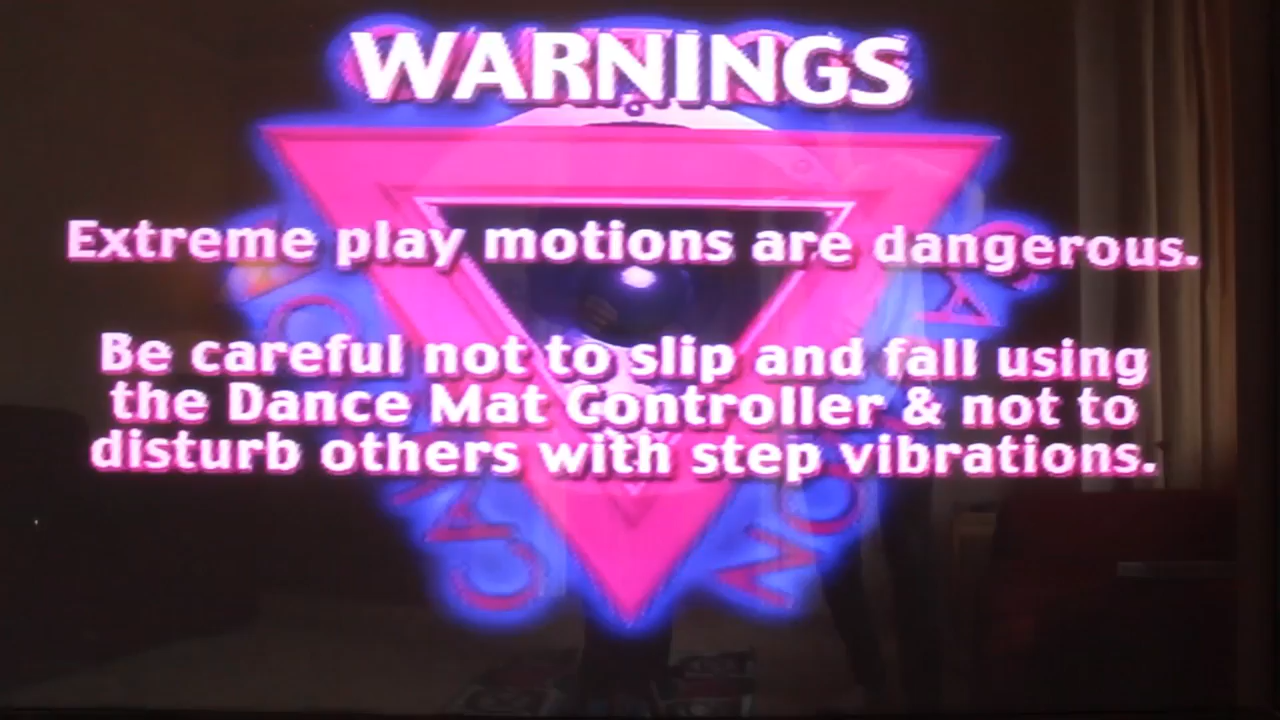 WARNINGS
Extreme play motions are dangerous.
Be careful not to slip and fall using
the Dance Mat Controller & not to
disturb others with step vibrations.